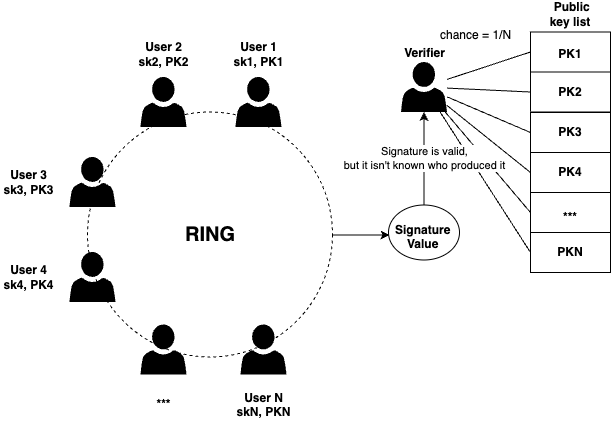 User 2
sk2, PK2
User 1
sk1, PK1
User 3
sk3, PK3
User 4
sk4, PK4
RING
***
User N
skN, PKN
Signature
Value
Verifier
chance = 1/N
Signature is valid,
but it isn't known who produced it
Public
key list
PK1
PK2
PK3
PK4
***
PKN